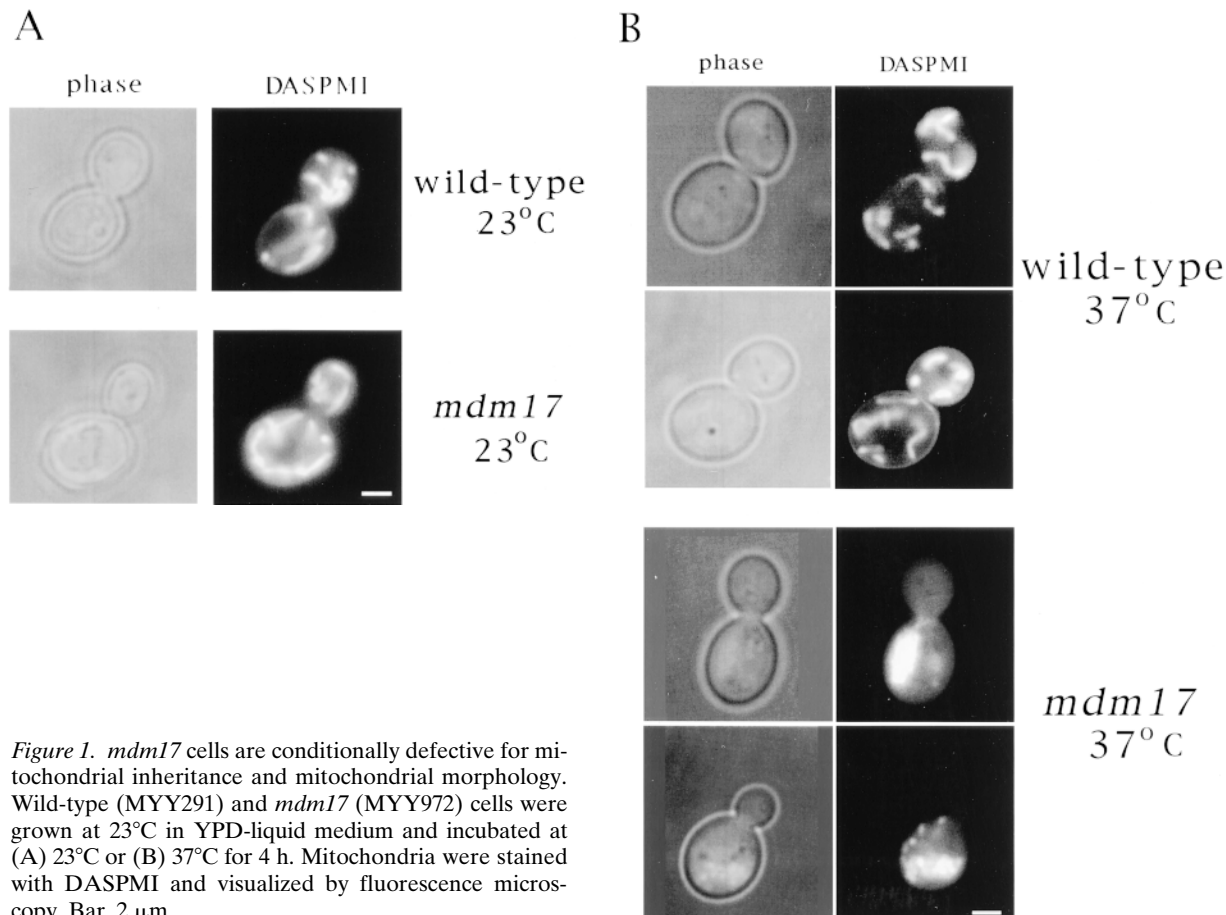 A
phase DASPMI
wild-type
23°C
mdm17
23°C
B
phase DASPMI
wild-type
37°C
mdm17
37°C
Figure 1. mdm17 cells are conditionally defective for mi-
tochondrial inheritance and mitochondrial morphology.
Wild-type (MYY291) and mdm17 (MYY972) cells were
grown at 23°C in YPD-liquid medium and incubated at
(A) 23°C or (B) 37°C for 4 h. Mitochondria were stained
with DASPMI and visualized by fluorescence micros-
copy. Bar, 2 μm.